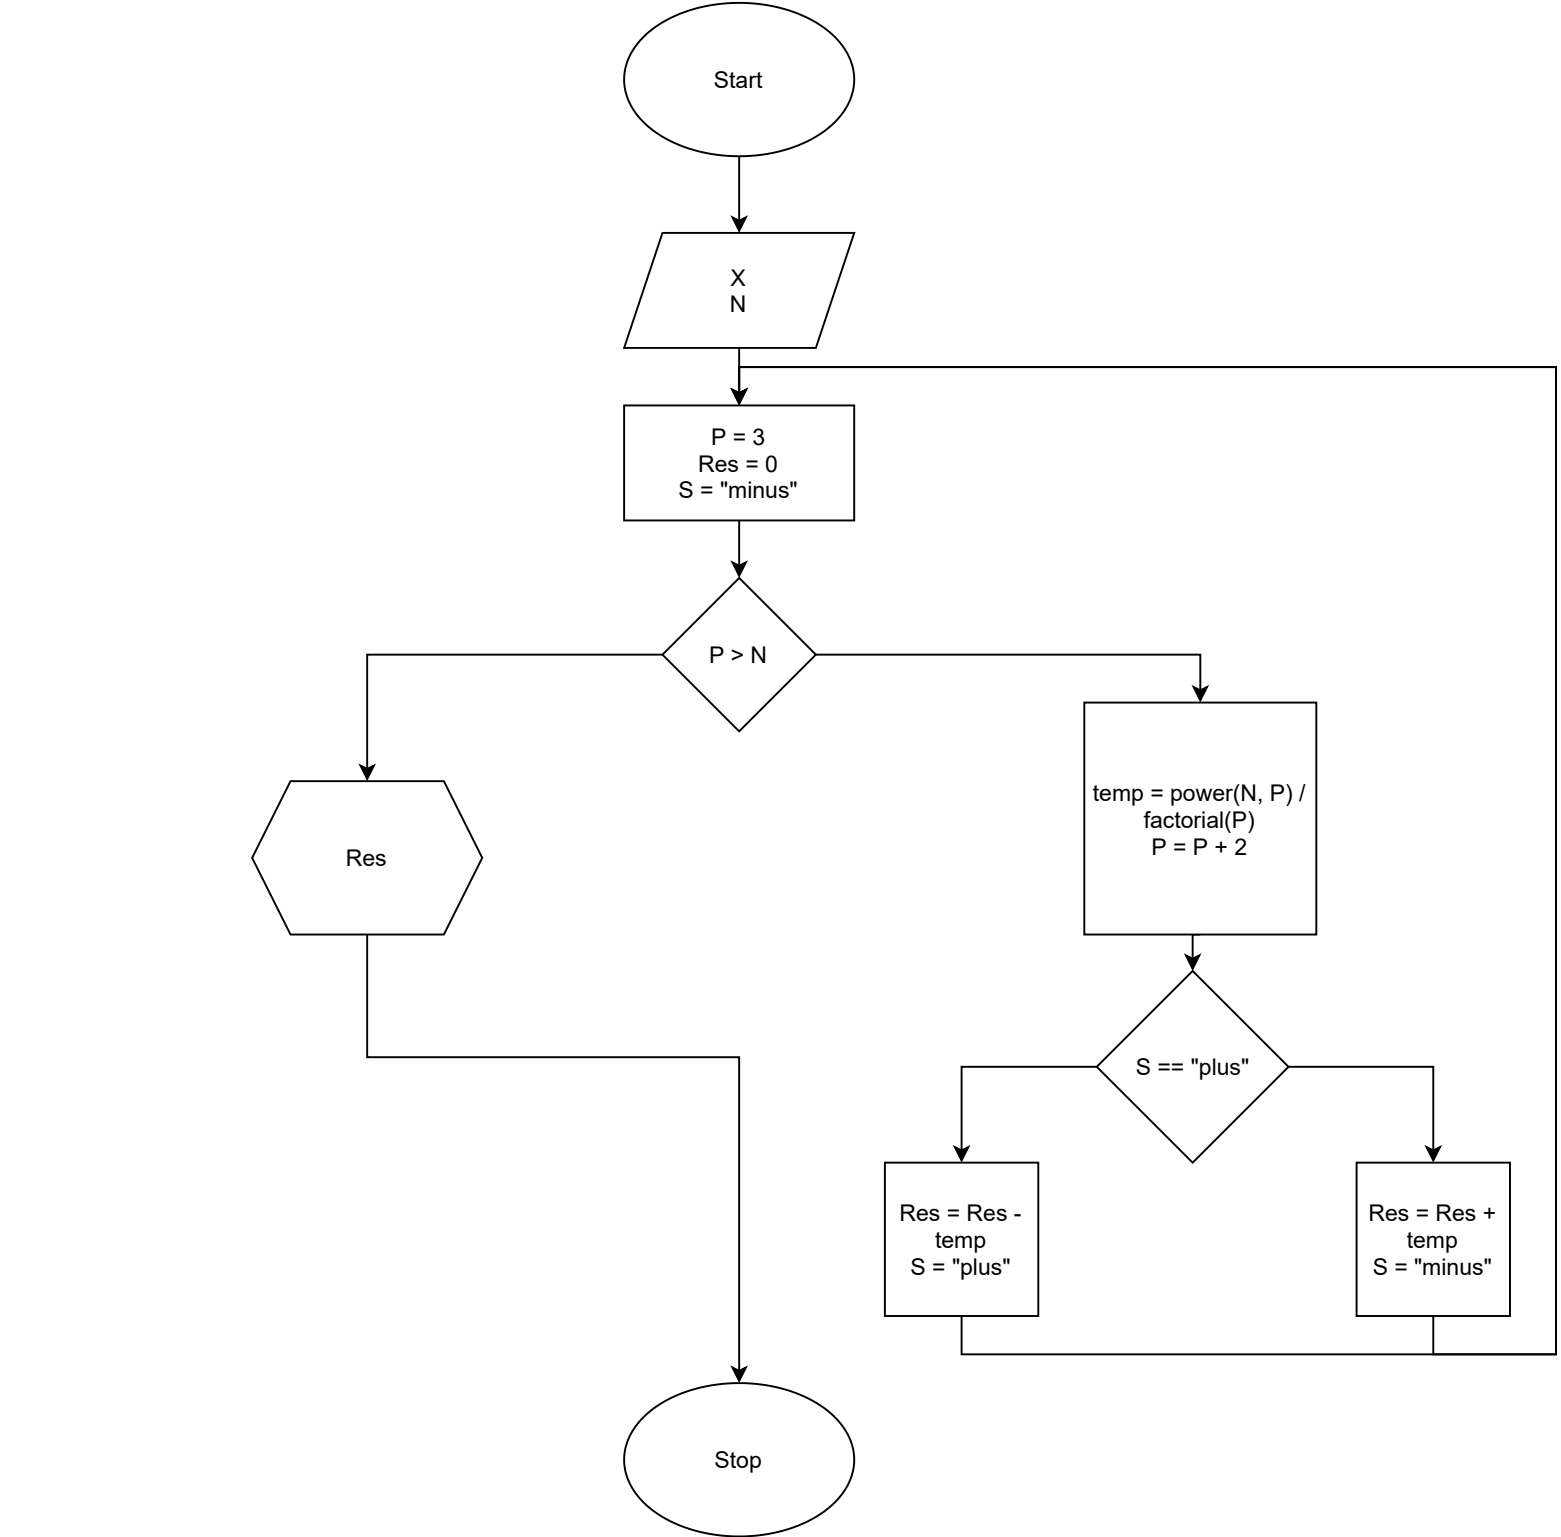 Start
X
N
P = 3
Res = 0
S = "minus"
P > N
temp = power(N, P) /
factorial(P)
P = P + 2
Res
S == "plus"
Res = Res -
temp
S = "plus"
Res = Res +
temp
S = "minus"
Stop